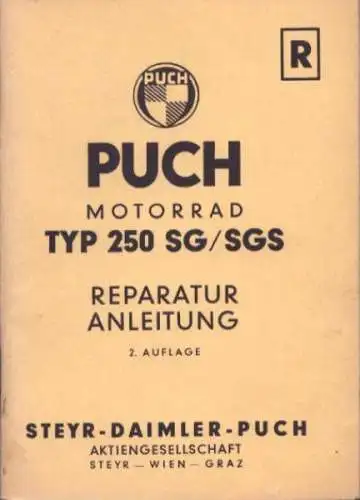 R
PUCH
PUCH
MOTORRAD
TYP 250 SG/SGS
REPARATUR
ANLEITUNG
2. AUFLAGE
STEYR-DAIMLER-PUCH
AKTIENGESELLSCHAFT
STEYR — WIEN — GRAZ